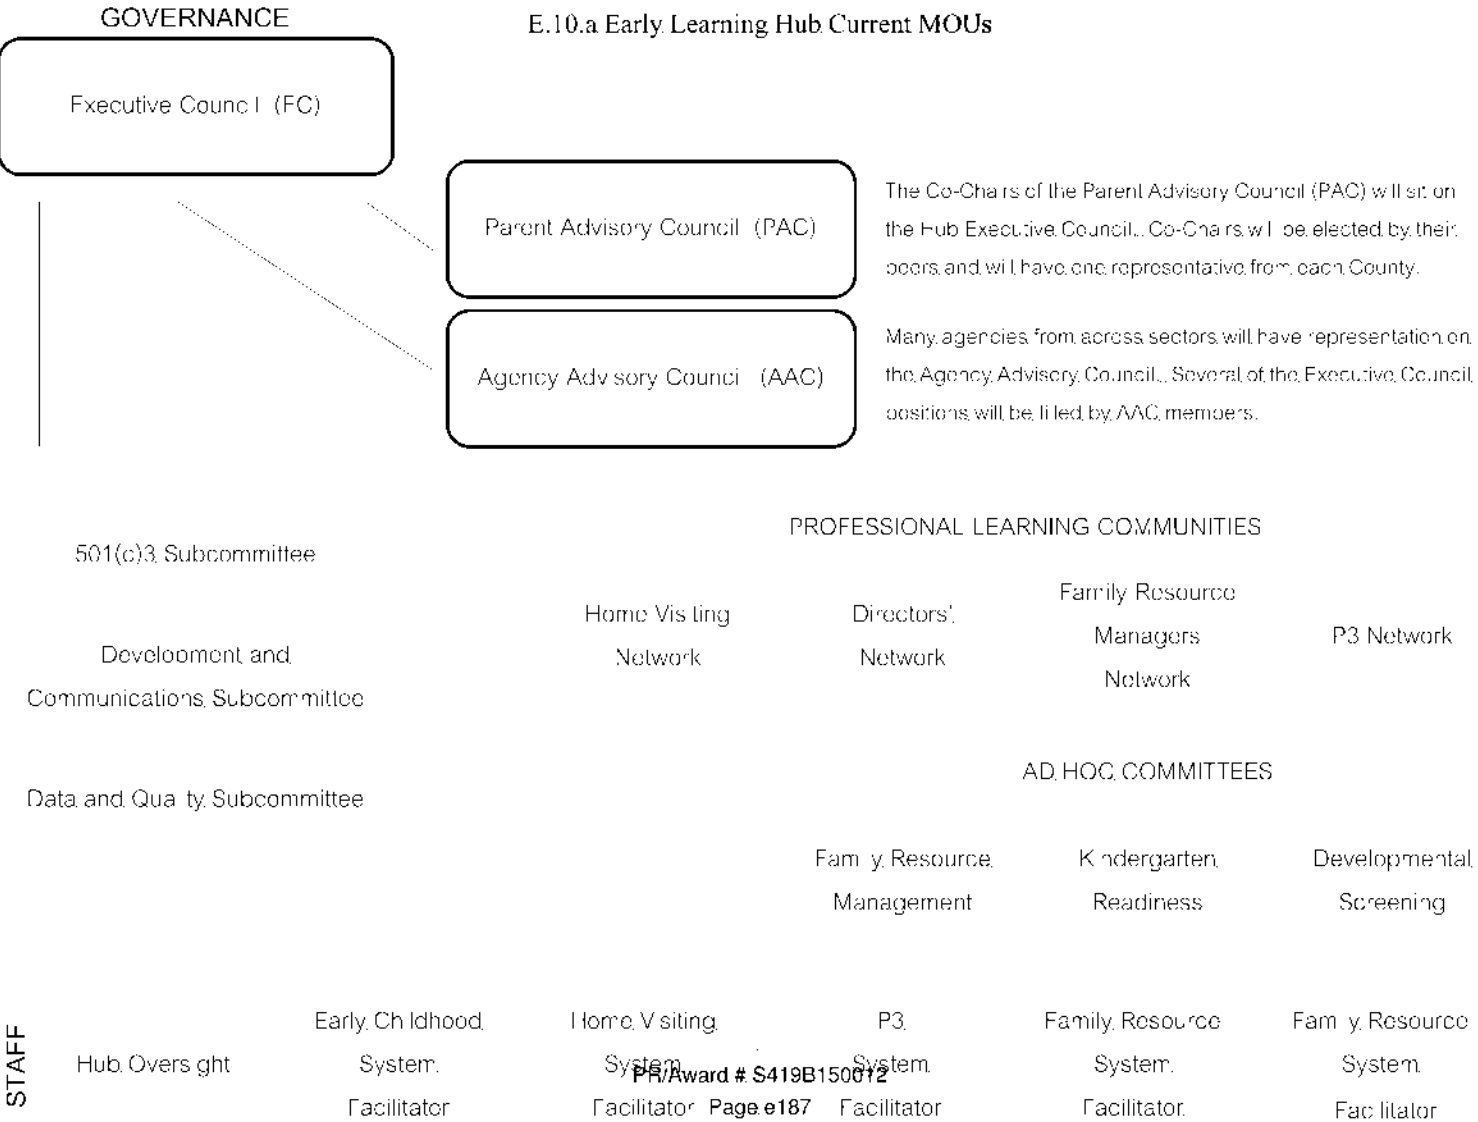 GOVERNANCE
E.10.a Early Learning Hub Current MOUs
Executive Council (EC)
Parent Advisory Council (PAC)
The Co-Chairs of the Parent Advisory Council (PAC) will sit on
the Hub Executive Council. Co-Chairs will be elected by their
peers and will have one representative from each County.
Agency Advisory Council (AAC)
Many agencies from across sectors will have representation on
the Agency Advisory Council. Several of the Executive Council
positions will be filled by AAC members.
501(c)3 Subcommittee
Development and
Communications Subcommittee
Data and Quality Subcommittee
PROFESSIONAL LEARNING COMMUNITIES
Home Visiting
Network
Directors'
Network
Family Resource
Managers
Network
P3 Network
AD HOC COMMITTEES
Family Resource
Management
Kindergarten
Readiness
Developmental
Screening
STAFF
Hub Oversight
Early Childhood
System
Facilitator
Home Visiting
System
Facilitator
P3
System
Facilitator
Family Resource
System
Facilitator
Family Resource
System
Facilitator
PR/Award # S419B150012
Page e187